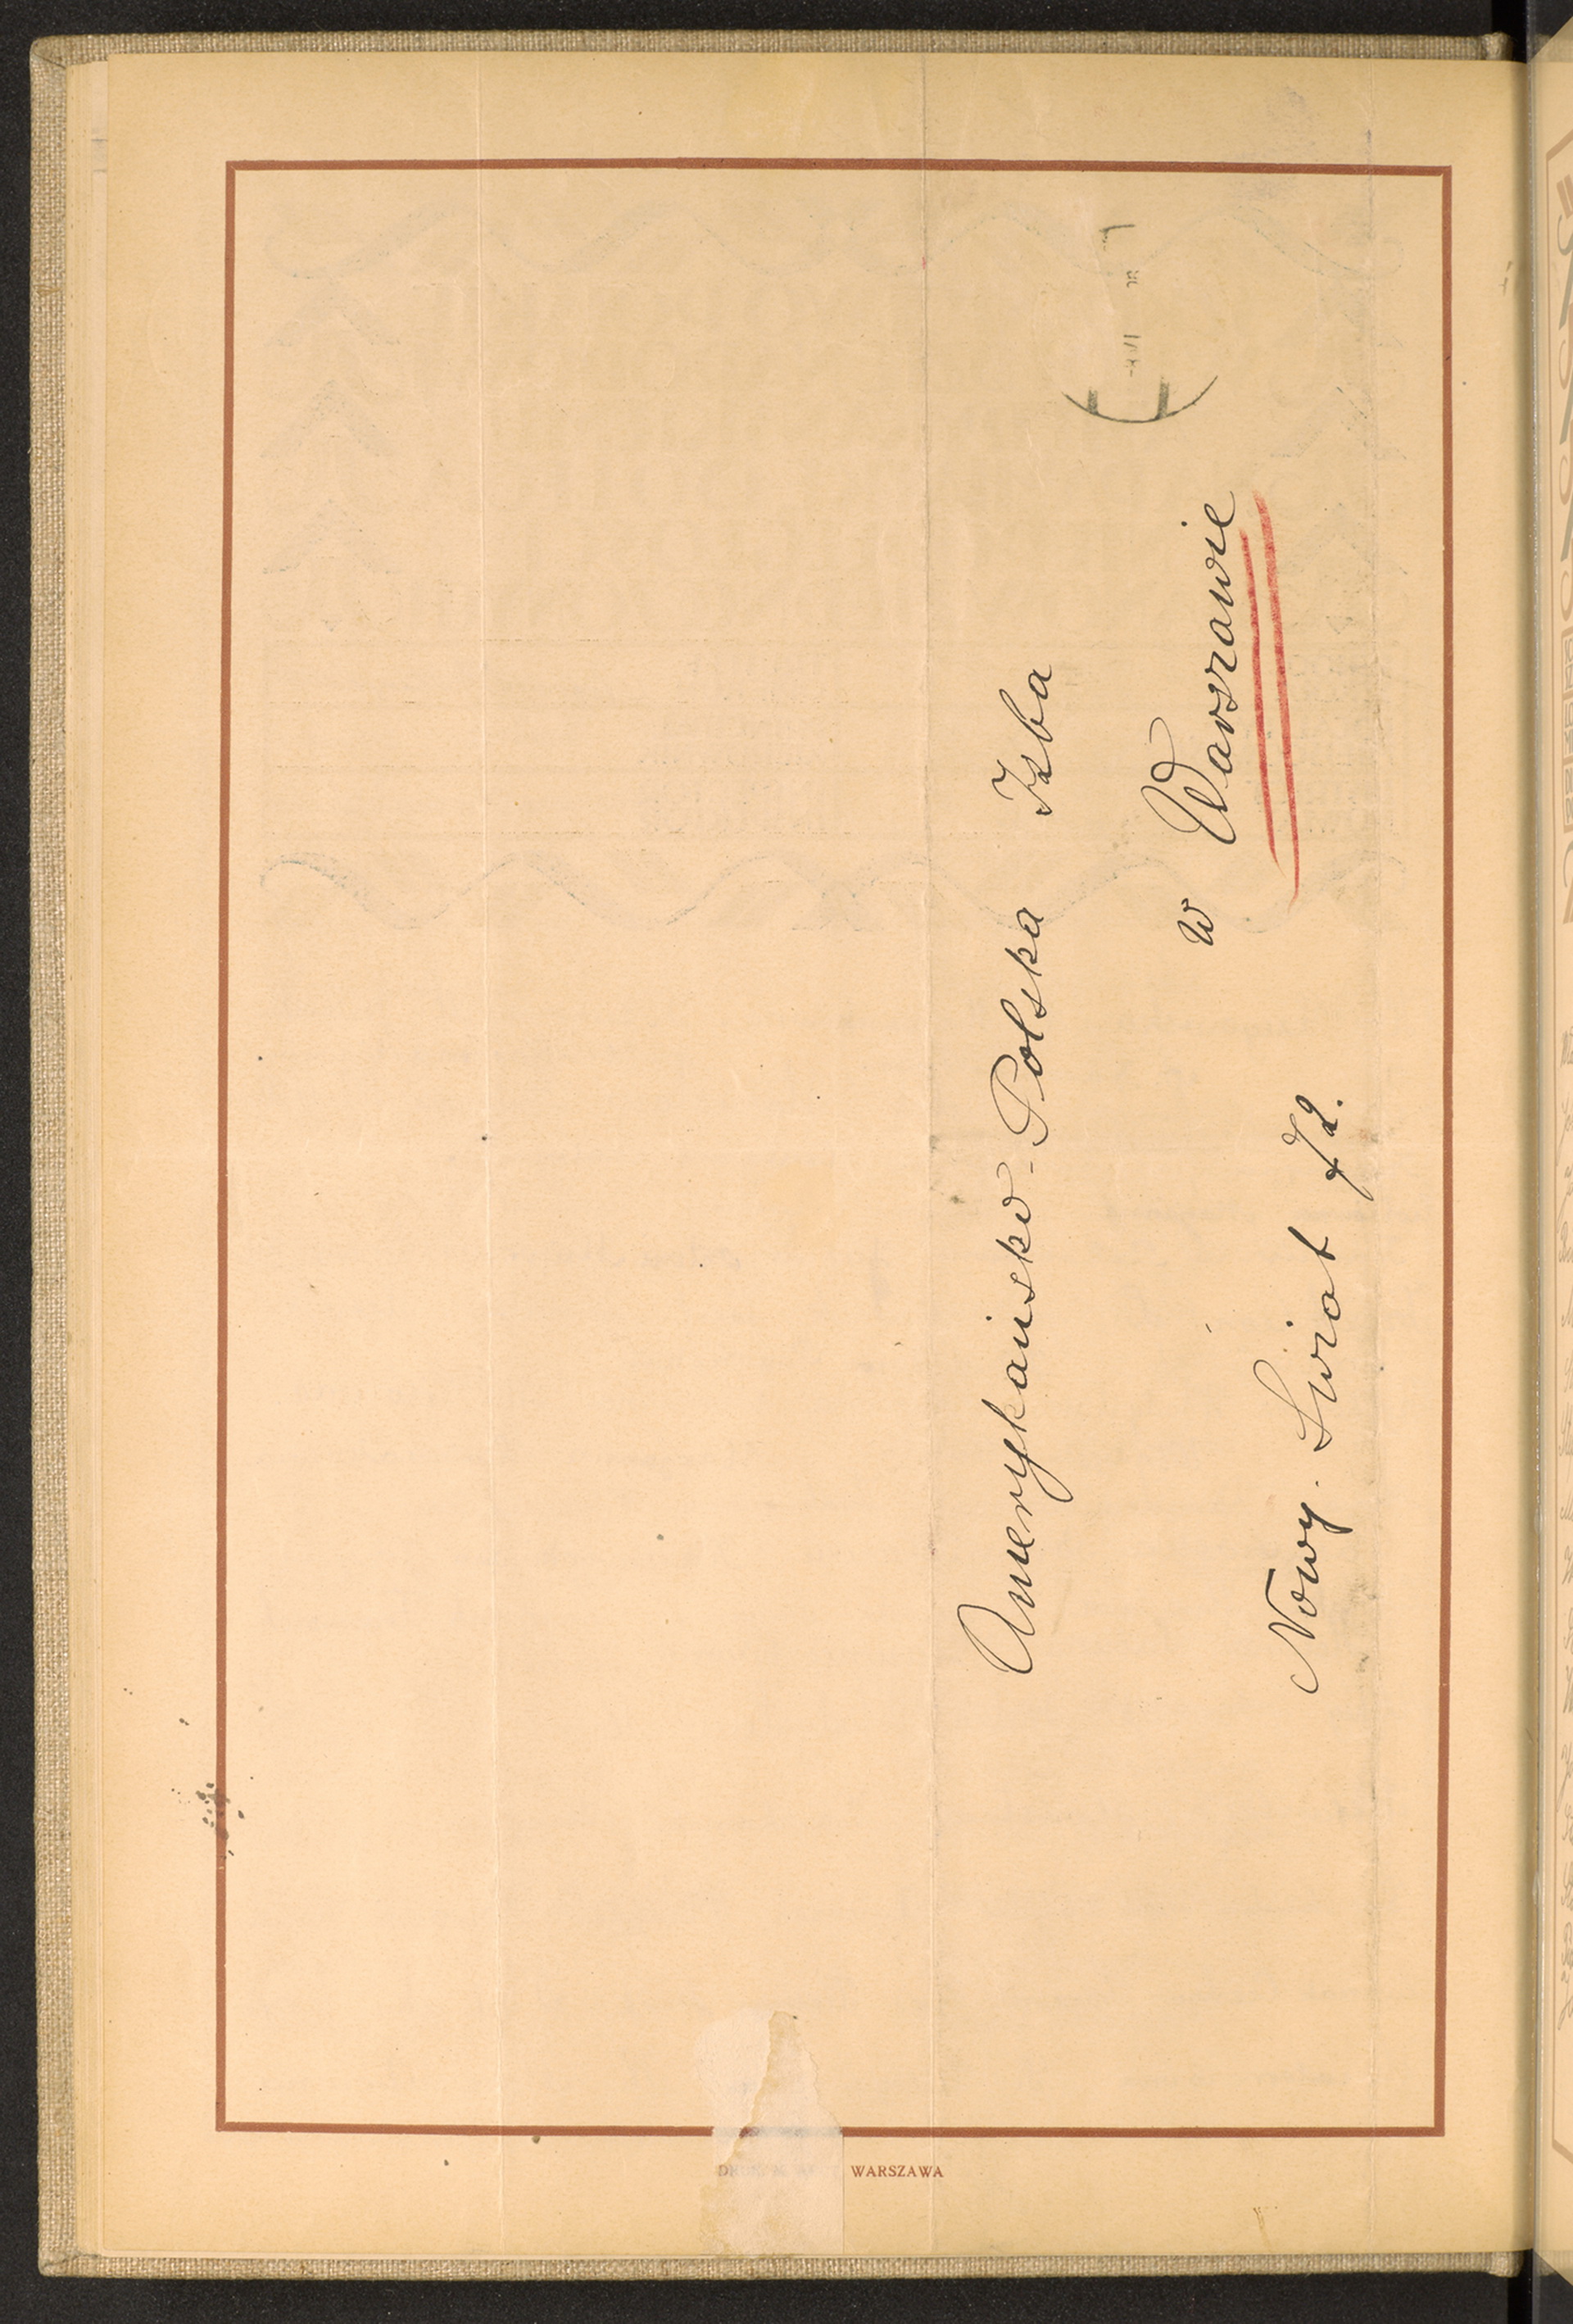 Amerykańsko-Polska Izba
w Warszawie
Nowy-Świat 72.
WARSZAWA